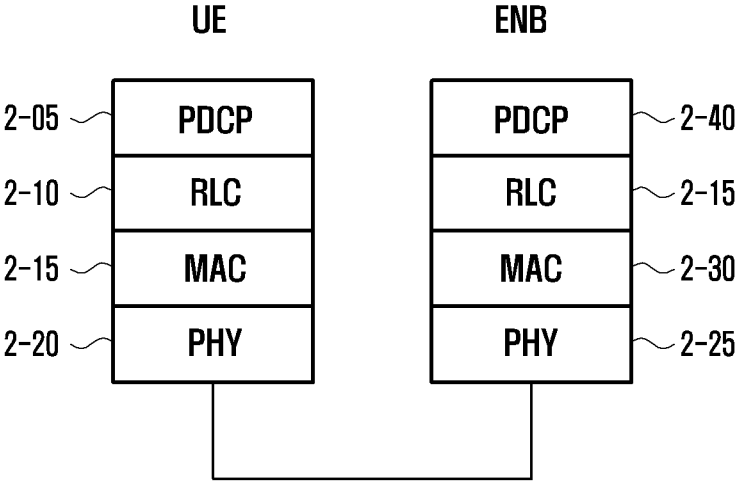 UE ENB
2-05 PDCP PDCP 2-40
2-10 RLC RLC 2-15
2-15 MAC MAC 2-30
2-20 PHY PHY 2-25